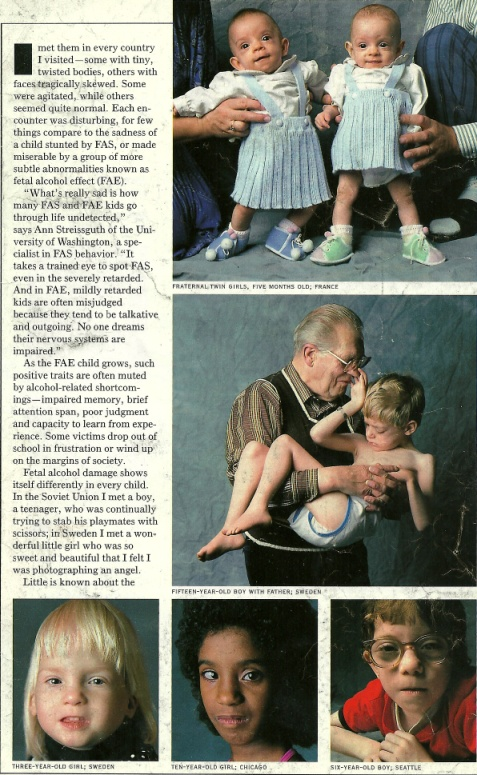 met them in every country
I visited—some with tiny,
twisted bodies, others with
faces tragically skewed. Some
were agitated, while others
seemed quite normal. Each en-
counter was disturbing, for few
things compare to the sadness of
a child stunted by FAS, or made
miserable by a group of more
subtle abnormalities known as
fetal alcohol effect (FAE).
"What's really sad is how
many FAS and FAE kids go
through life undetected,"
says Ann Streissguth of the Uni-
versity of Washington, a spe-
cialist in FAS behavior. "It
takes a trained eye to spot FAS,
even in the severely retarded.
And in FAE, mildly retarded
kids are often misjudged
because they tend to be talkative
and outgoing. No one dreams
their nervous systems are
impaired."
As the FAE child grows, such
positive traits are often muted
by alcohol-related shortcom-
ings—impaired memory, brief
attention span, poor judgment
and capacity to learn from expe-
rience. Some victims drop out of
school in frustration or wind up
on the margins of society.
Fetal alcohol damage shows
itself differently in every child.
In the Soviet Union I met a boy,
a teenager, who was continually
trying to stab his playmates with
scissors; in Sweden I met a won-
derful little girl who was so
sweet and beautiful that I felt I
was photographing an angel.
Little is known about the
FRATERNAL-TWIN GIRLS, FIVE MONTHS OLD; FRANCE
FIFTEEN-YEAR-OLD BOY WITH FATHER; SWEDEN
THREE-YEAR-OLD GIRL; SWEDEN
TEN-YEAR-OLD GIRL; CHICAGO
SIX-YEAR-OLD BOY; SEATTLE